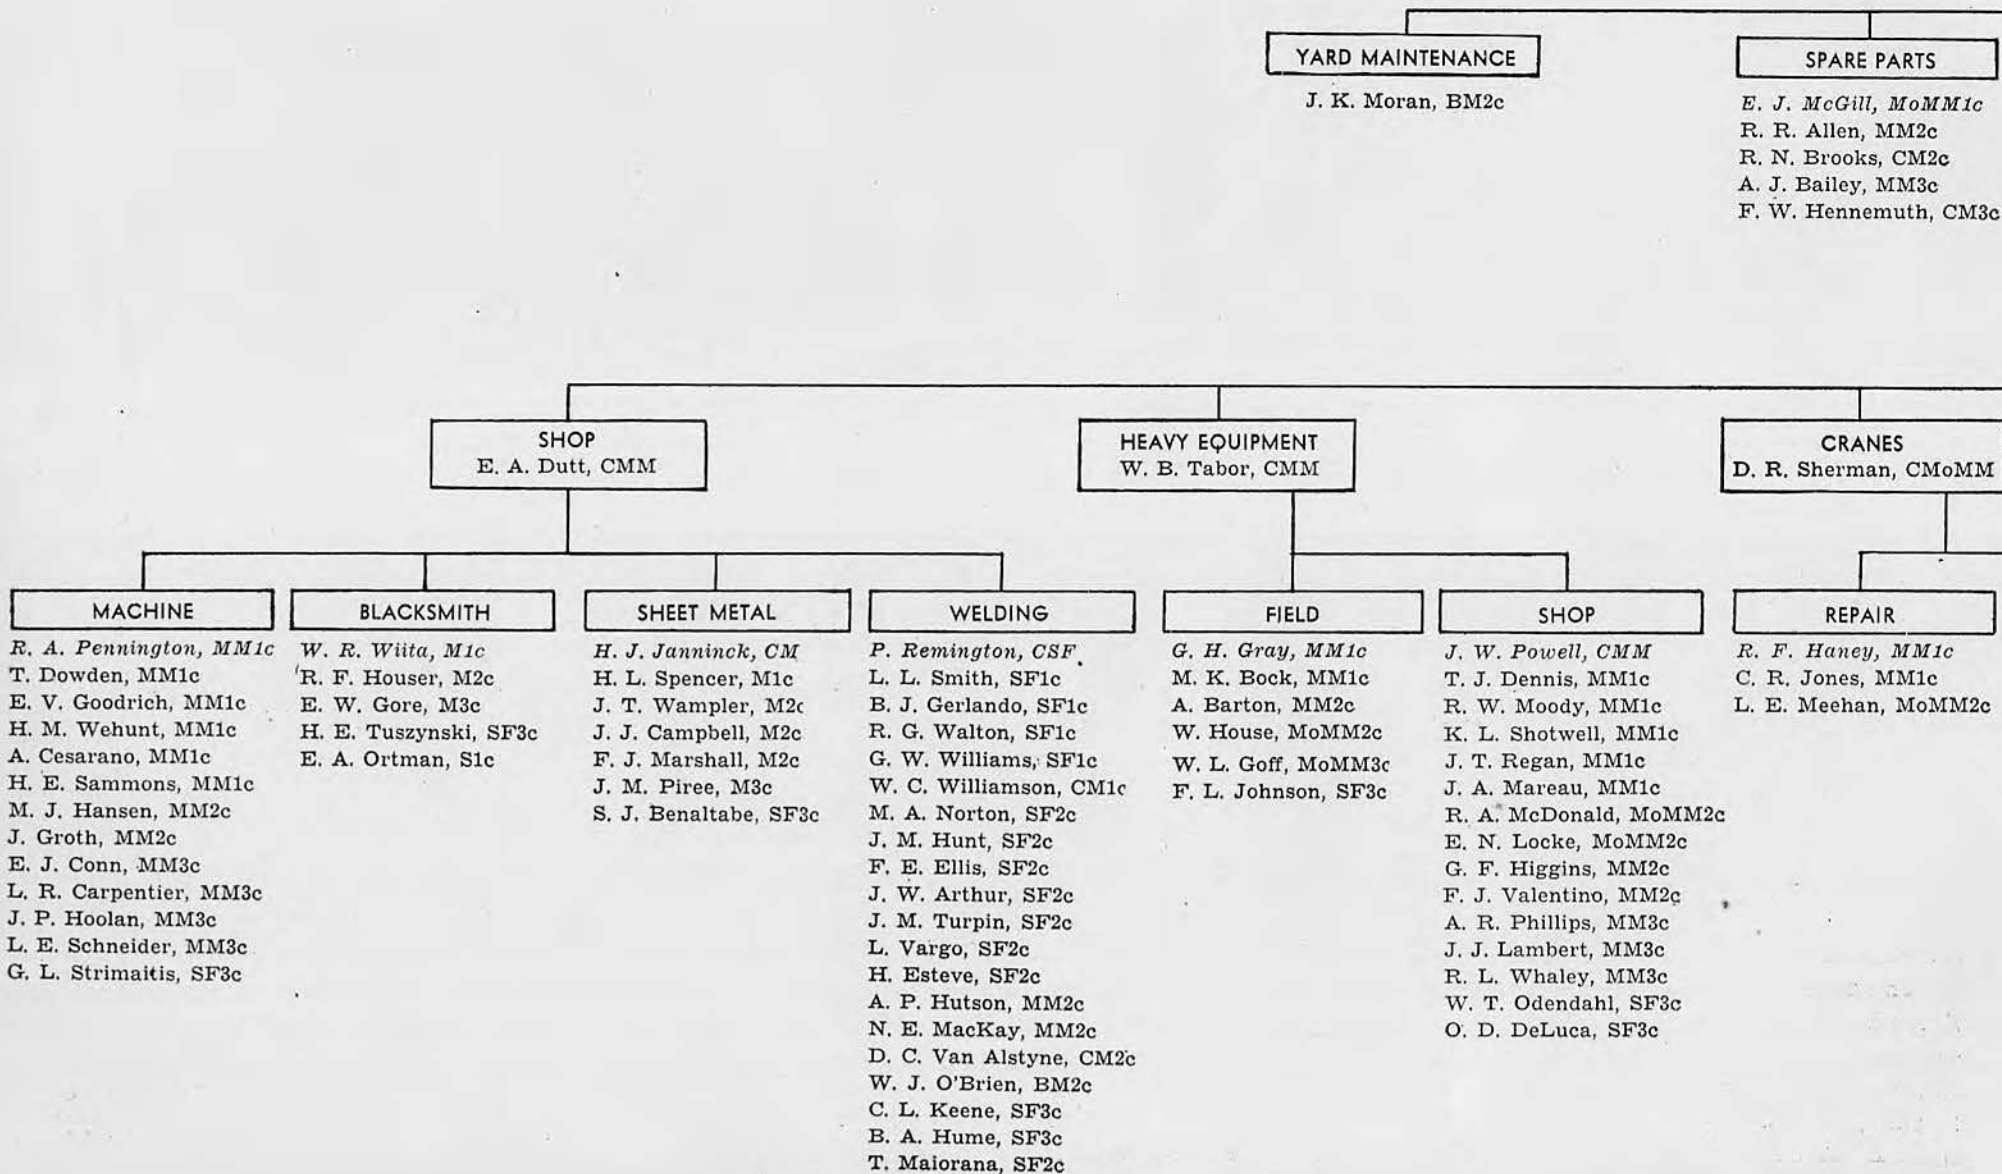 YARD MAINTENANCE
J. K. Moran, BM2c
SPARE PARTS
E. J. McGill, MoMM1c
R. R. Allen, MM2c
R. N. Brooks, CM2c
A. J. Bailey, MM3c
F. W. Hennemuth, CM3c
SHOP
E. A. Dutt, CMM
HEAVY EQUIPMENT
W. B. Tabor, CMM
CRANES
D. R. Sherman, CMoMM
MACHINE
R. A. Pennington, MM1c
T. Dowden, MM1c
E. V. Goodrich, MM1c
H. M. Wehunt, MM1c
A. Cesarano, MM1c
H. E. Sammons, MM1c
M. J. Hansen, MM2c
J. Groth, MM2c
E. J. Conn, MM3c
L. R. Carpentier, MM3c
J. P. Hoolan, MM3c
L. E. Schneider, MM3c
G. L. Strimaitis, SF3c
BLACKSMITH
W. R. Wiita, M1c
R. F. Houser, M2c
E. W. Gore, M3c
H. E. Tuszynski, SF3c
E. A. Ortman, S1c
SHEET METAL
H. J. Janninck, CM
H. L. Spencer, M1c
J. T. Wampler, M2c
J. J. Campbell, M2c
F. J. Marshall, M2c
J. M. Piree, M3c
S. J. Benaltabe, SF3c
WELDING
P. Remington, CSF
L. L. Smith, SF1c
B. J. Gerlando, SF1c
R. G. Walton, SF1c
G. W. Williams, SF1c
W. C. Williamson, CM1c
M. A. Norton, SF2c
J. M. Hunt, SF2c
F. E. Ellis, SF2c
J. W. Arthur, SF2c
J. M. Turpin, SF2c
L. Vargo, SF2c
H. Esteve, SF2c
A. P. Hutson, MM2c
N. E. MacKay, MM2c
D. C. Van Alstyne, CM2c
W. J. O'Brien, BM2c
C. L. Keene, SF3c
B. A. Hume, SF3c
T. Maiorana, SF2c
FIELD
G. H. Gray, MM1c
M. K. Bock, MM1c
A. Barton, MM2c
W. House, MoMM2c
W. L. Goff, MoMM3c
F. L. Johnson, SF3c
SHOP
J. W. Powell, CMM
T. J. Dennis, MM1c
R. W. Moody, MM1c
K. L. Shotwell, MM1c
J. T. Regan, MM1c
J. A. Mareau, MM1c
R. A. McDonald, MoMM2c
E. N. Locke, MoMM2c
G. F. Higgins, MM2c
F. J. Valentino, MM2c
A. R. Phillips, MM3c
J. J. Lambert, MM3c
R. L. Whaley, MM3c
W. T. Odendahl, SF3c
O. D. DeLuca, SF3c
REPAIR
R. F. Haney, MM1c
C. R. Jones, MM1c
L. E. Meehan, MoMM2c